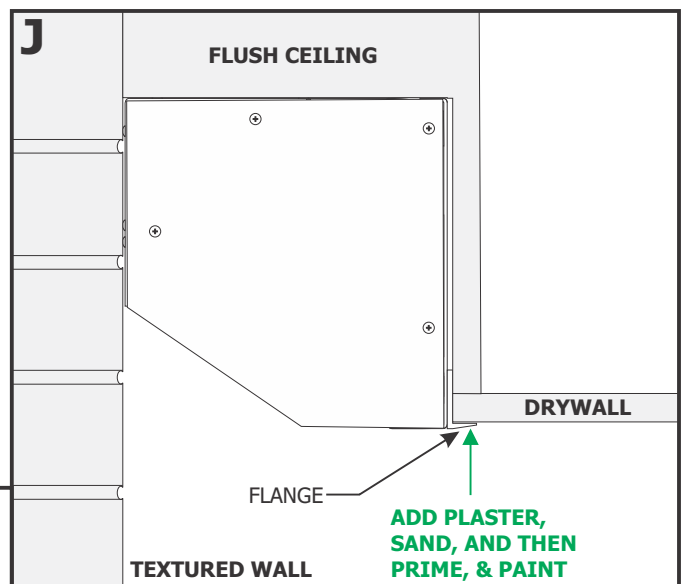 J
FLUSH CEILING
DRYWALL
FLANGE
ADD PLASTER,
SAND, AND THEN
PRIME, & PAINT
TEXTURED WALL